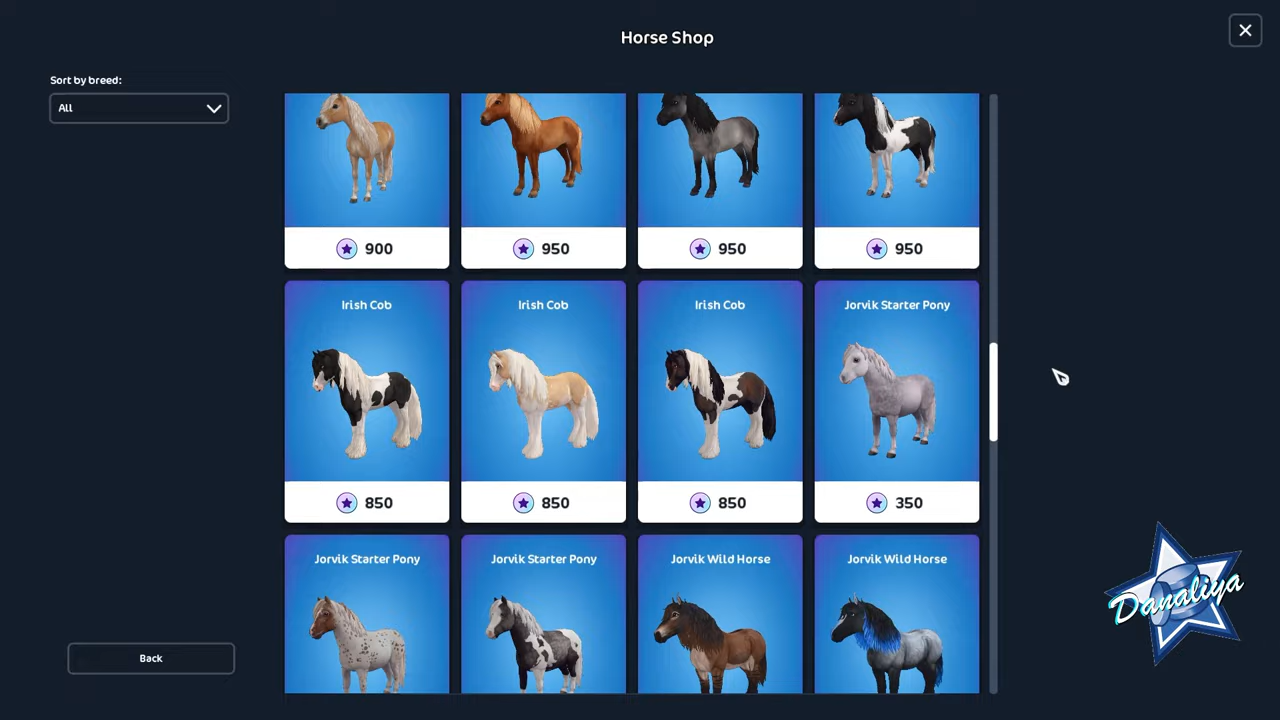 Horse Shop
Sort by breed:
All
900
950
950
950
Irish Cob
Irish Cob
Irish Cob
Jorvik Starter Pony
850
850
850
350
Jorvik Starter Pony
Jorvik Starter Pony
Jorvik Wild Horse
Jorvik Wild Horse
Danaliya
Back